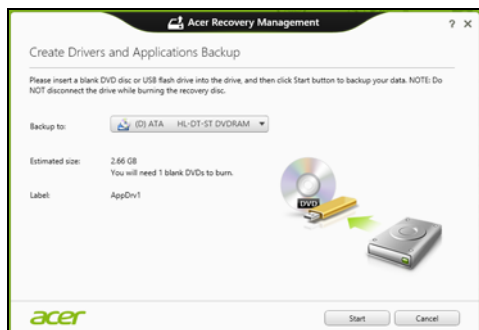 Acer Recovery Management
? ×
Create Drivers and Applications Backup
Please insert a blank DVD disc or USB flash drive into the drive, and then click Start button to backup your data. NOTE: Do
NOT disconnect the drive while burning the recovery disc.
Backup to: (D) ATA HL-DT-ST DVDRAM
Estimated size: 2.66 GB
You will need 1 blank DVDs to burn.
Label: AppDrv1
DVD
acer
Start Cancel